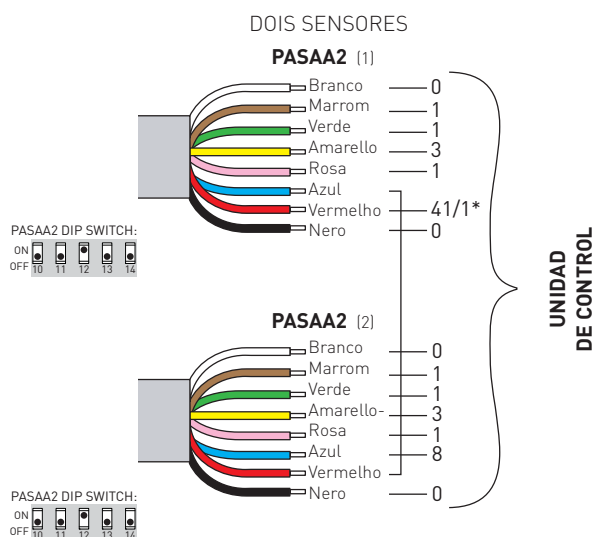 DOIS SENSORES
PASAA2 (1)
Branco 0
Marrom 1
Verde 1
Amarello 3
Rosa 1
Azul
Vermelho 41/1*
Nero 0
PASAA2 DIP SWITCH:
ON
OFF 10 11 12 13 14
UNIDAD
DE CONTROL
PASAA2 (2)
Branco 0
Marrom 1
Verde 1
Amarello- 3
Rosa 1
Azul 8
Vermelho
Nero 0
PASAA2 DIP SWITCH:
ON
OFF 10 11 12 13 14